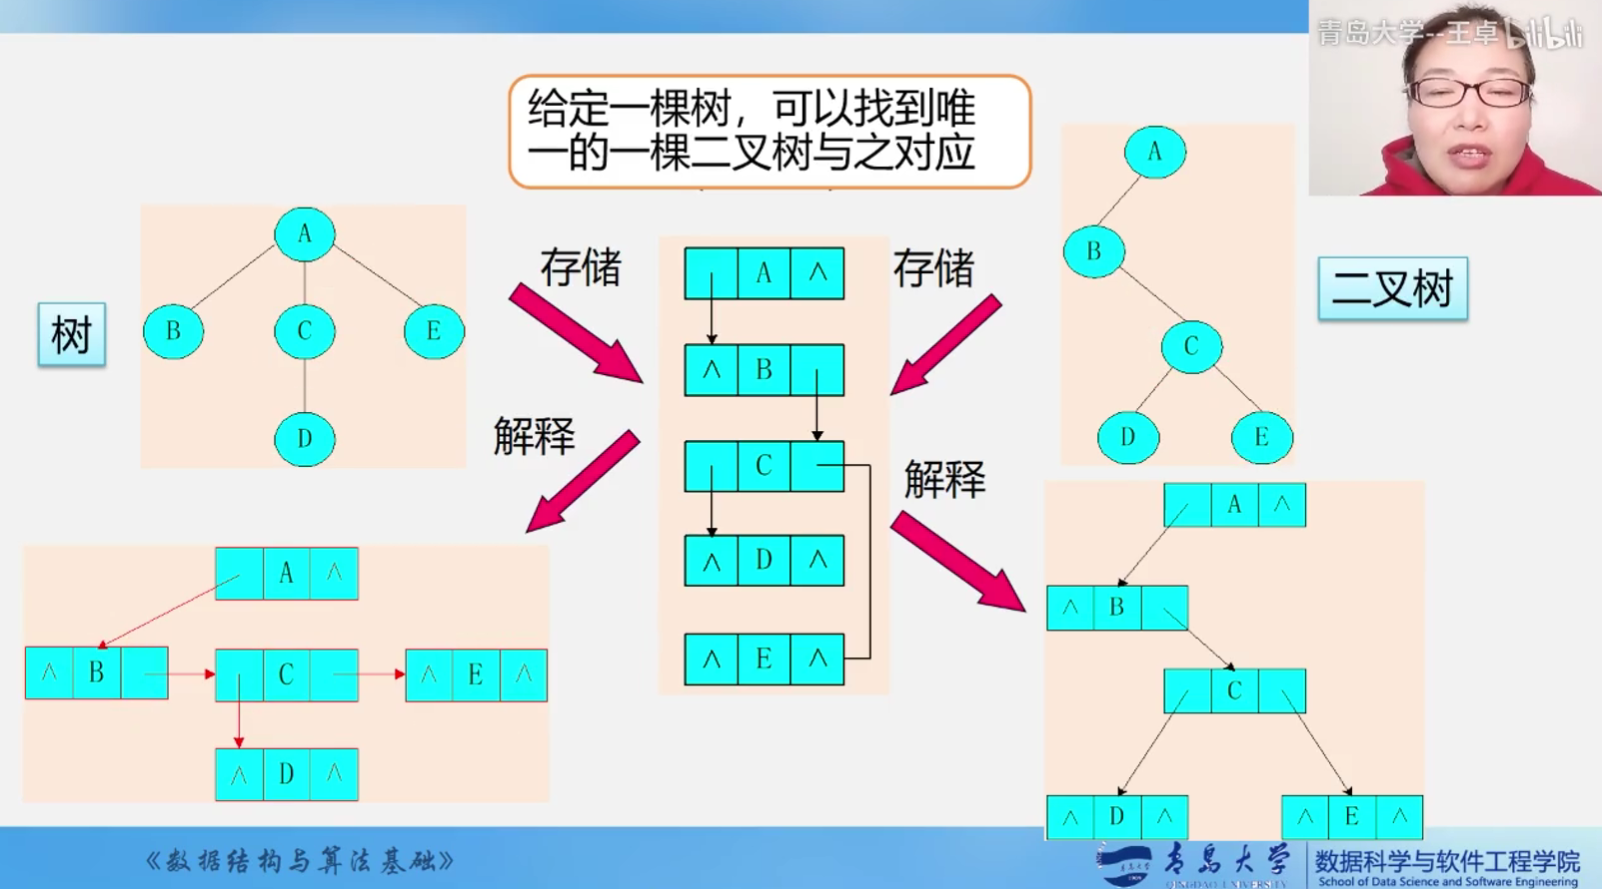 青岛大学--王卓 bilibili
给定一棵树，可以找到唯
一的一棵二叉树与之对应
树
A
B C E
D
存储
存储
解释
解释
二叉树
A
B
C
D E
A ∧
∧ B
C
∧ D ∧
∧ E ∧
A ∧
∧ B
C
∧ E ∧
∧ D ∧
A ∧
∧ B
C
∧ D ∧
∧ E ∧
《数据结构与算法基础》
青岛大学
QINGDAO UNIVERSITY
数据科学与软件工程学院
School of Data Science and Software Engineering